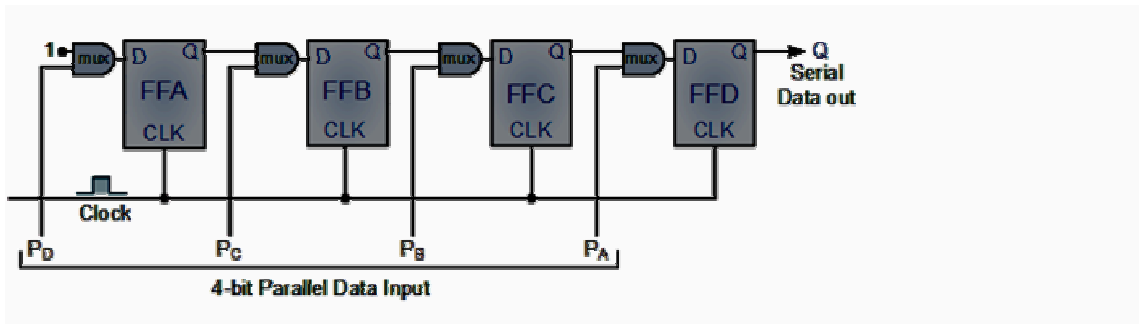 1 mux D Q mux D Q mux D Q mux D Q Q
FFA FFB FFC FFD Serial
Data out
CLK CLK CLK CLK
Clock
PD PC PB PA
4-bit Parallel Data Input